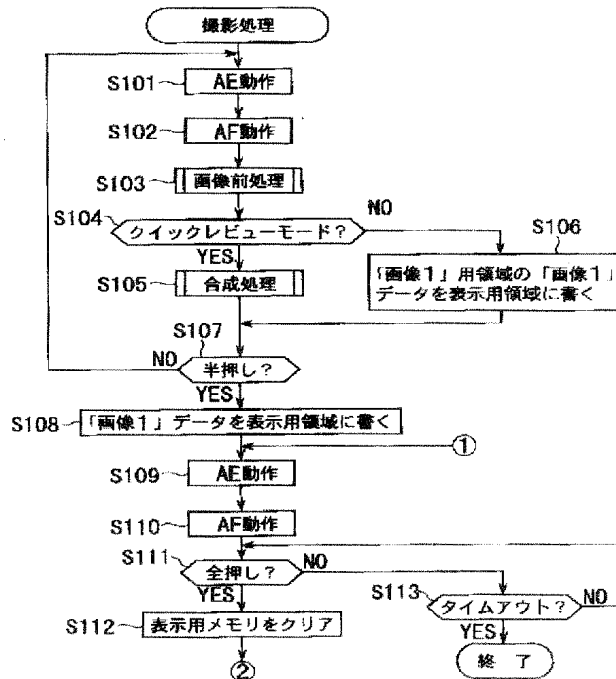 撮影処理
S101 AE動作
S102 AF動作
S103 画像前処理
S104 クイックレビューモード? NO
YES
S105 合成処理
S106
「画像1」用領域の「画像1」
データを表示用領域に書く
S107
NO 半押し?
YES
S108 「画像1」データを表示用領域に書く
①
S109 AE動作
S110 AF動作
S111 全押し? NO
YES
S112 表示用メモリをクリア
②
S113 タイムアウト? NO
YES
終了